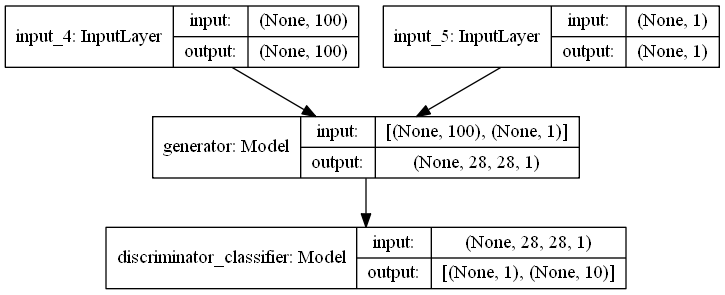 input_4: InputLayer
input:
(None, 100)
output:
(None, 100)
input_5: InputLayer
input:
(None, 1)
output:
(None, 1)
generator: Model
input:
[(None, 100), (None, 1)]
output:
(None, 28, 28, 1)
discriminator_classifier: Model
input:
(None, 28, 28, 1)
output:
[(None, 1), (None, 10)]